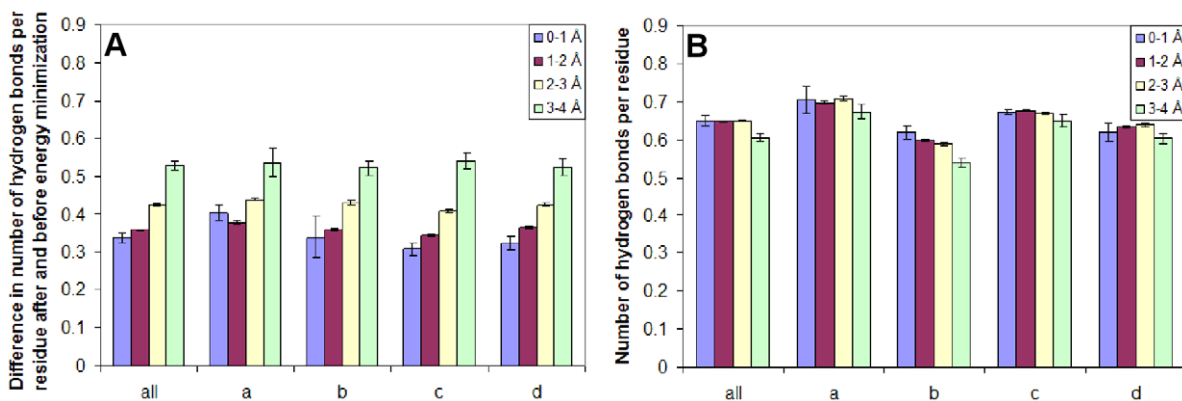 Difference in number of hydrogen bonds per
residue after and before energy minimization
A
0.9
0.8
0.7
0.6
0.5
0.4
0.3
0.2
0.1
0
0-1 Å
1-2 Å
2-3 Å
3-4 Å
all
a
b
c
d
Number of hydrogen bonds per residue
B
0.9
0.8
0.7
0.6
0.5
0.4
0.3
0.2
0.1
0
0-1 Å
1-2 Å
2-3 Å
3-4 Å
all
a
b
c
d